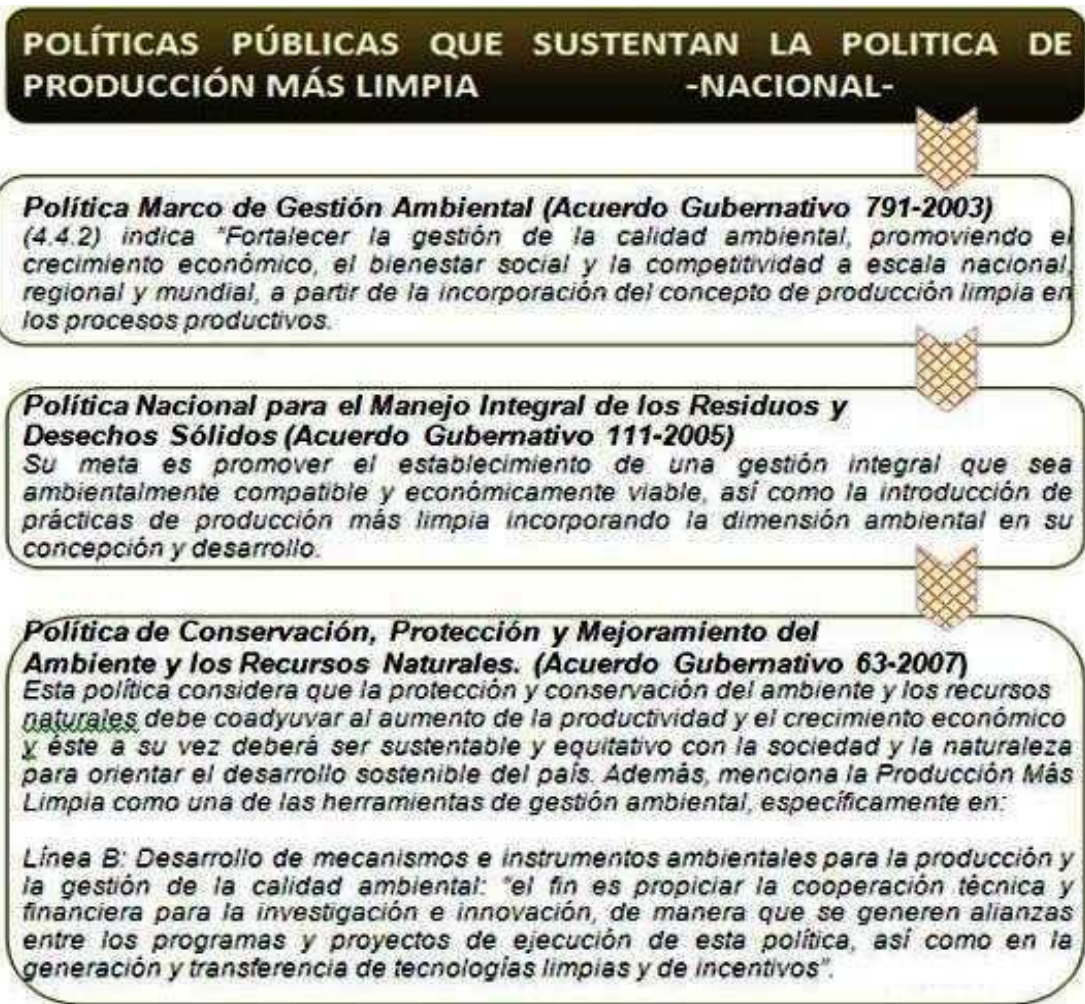 POLÍTICAS PÚBLICAS QUE SUSTENTAN LA POLITICA DE
PRODUCCIÓN MÁS LIMPIA -NACIONAL-
Política Marco de Gestión Ambiental (Acuerdo Gubernativo 791-2003)
(4.4.2) indica "Fortalecer la gestión de la calidad ambiental, promoviendo el
crecimiento económico, el bienestar social y la competitividad a escala nacional,
regional y mundial, a partir de la incorporación del concepto de producción limpia en
los procesos productivos.
Política Nacional para el Manejo Integral de los Residuos y
Desechos Sólidos (Acuerdo Gubernativo 111-2005)
Su meta es promover el establecimiento de una gestión integral que sea
ambientalmente compatible y económicamente viable, así como la introducción de
prácticas de producción más limpia incorporando la dimensión ambiental en su
concepción y desarrollo.
Política de Conservación, Protección y Mejoramiento del
Ambiente y los Recursos Naturales. (Acuerdo Gubernativo 63-2007)
Esta política considera que la protección y conservación del ambiente y los recursos
naturales debe coadyuvar al aumento de la productividad y el crecimiento económico
y éste a su vez deberá ser sustentable y equitativo con la sociedad y la naturaleza
para orientar el desarrollo sostenible del país. Además, menciona la Producción Más
Limpia como una de las herramientas de gestión ambiental, específicamente en:
Línea B: Desarrollo de mecanismos e instrumentos ambientales para la producción y
la gestión de la calidad ambiental: "el fin es propiciar la cooperación técnica y
financiera para la investigación e innovación, de manera que se generen alianzas
entre los programas y proyectos de ejecución de esta política, así como en la
generación y transferencia de tecnologías limpias y de incentivos".